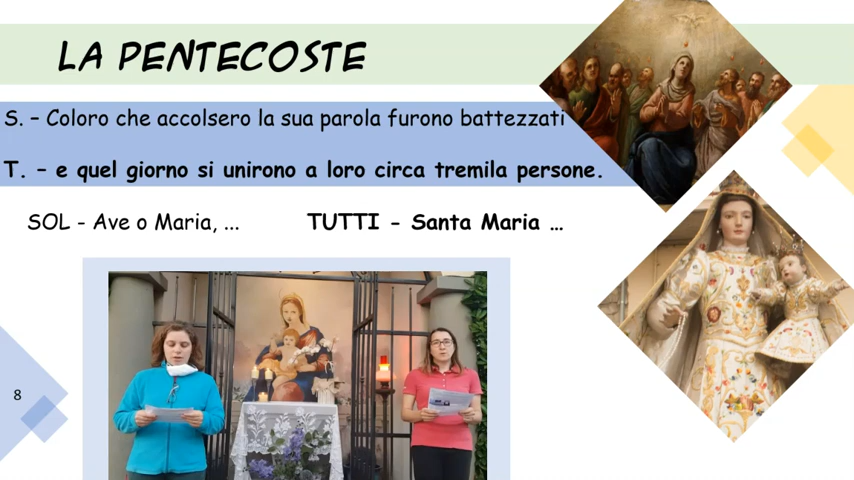 LA PENTECOSTE
S. – Coloro che accolsero la sua parola furono battezzati
T. – e quel giorno si unirono a loro circa tremila persone.
SOL - Ave o Maria, ... TUTTI - Santa Maria …
8